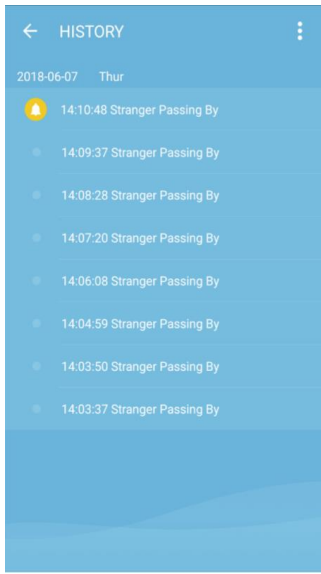 HISTORY
2018-06-07 Thur
14:10:48 Stranger Passing By
14:09:37 Stranger Passing By
14:08:28 Stranger Passing By
14:07:20 Stranger Passing By
14:06:08 Stranger Passing By
14:04:59 Stranger Passing By
14:03:50 Stranger Passing By
14:03:37 Stranger Passing By